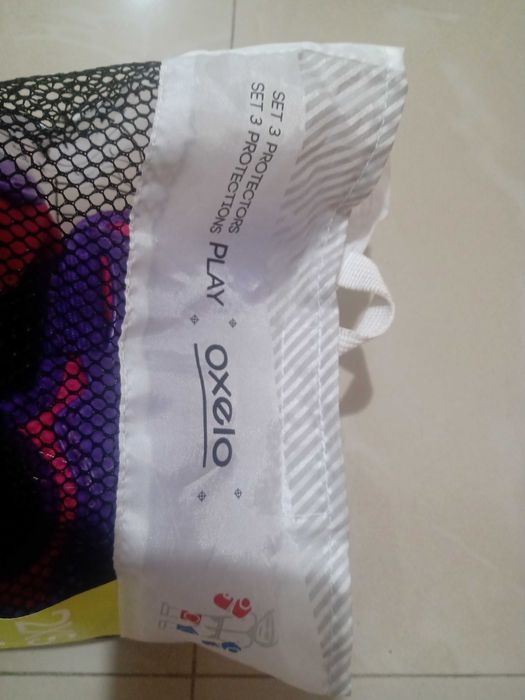 SET 3 PROTECTORS
SET 3 PROTECTIONS PLAY
oxelo